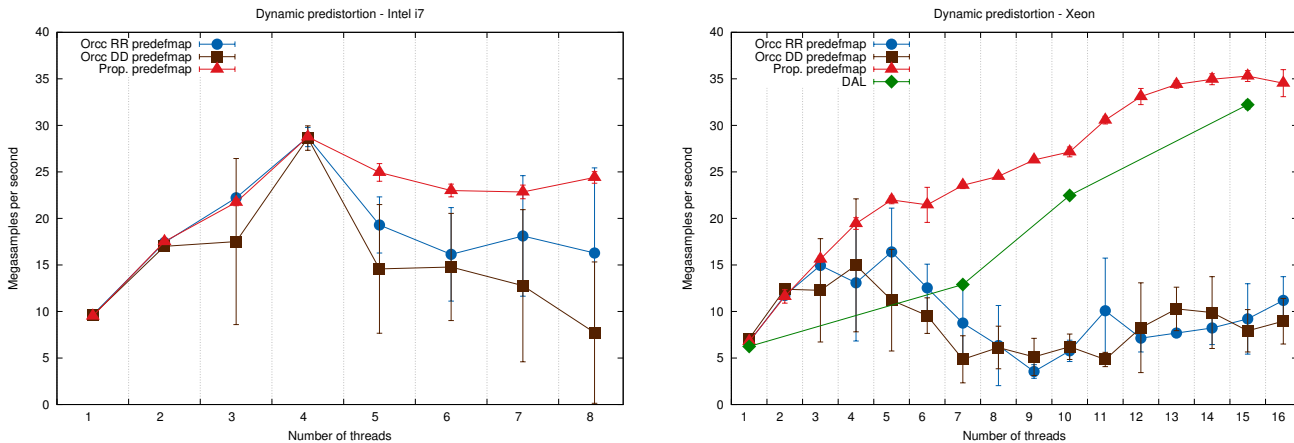 Dynamic predistortion - Intel i7
40
35
30
25
20
15
10
5
0
Megasamples per second
Orcc RR predefmap
Orcc DD predefmap
Prop. predefmap
1 2 3 4 5 6 7 8
Number of threads
Dynamic predistortion - Xeon
40
35
30
25
20
15
10
5
0
Megasamples per second
Orcc RR predefmap
Orcc DD predefmap
Prop. predefmap
DAL
1 2 3 4 5 6 7 8 9 10 11 12 13 14 15 16
Number of threads